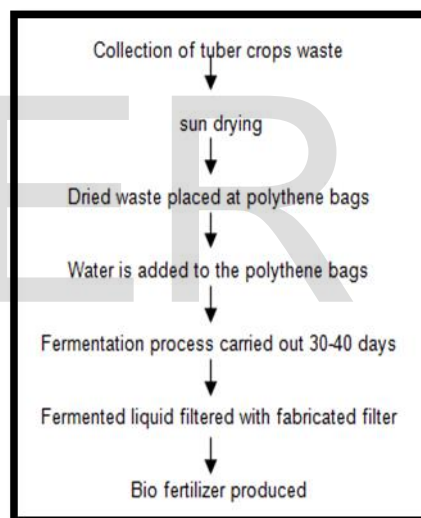 Collection of tuber crops waste
sun drying
Dried waste placed at polythene bags
Water is added to the polythene bags
Fermentation process carried out 30-40 days
Fermented liquid filtered with fabricated filter
Bio fertilizer produced
ER